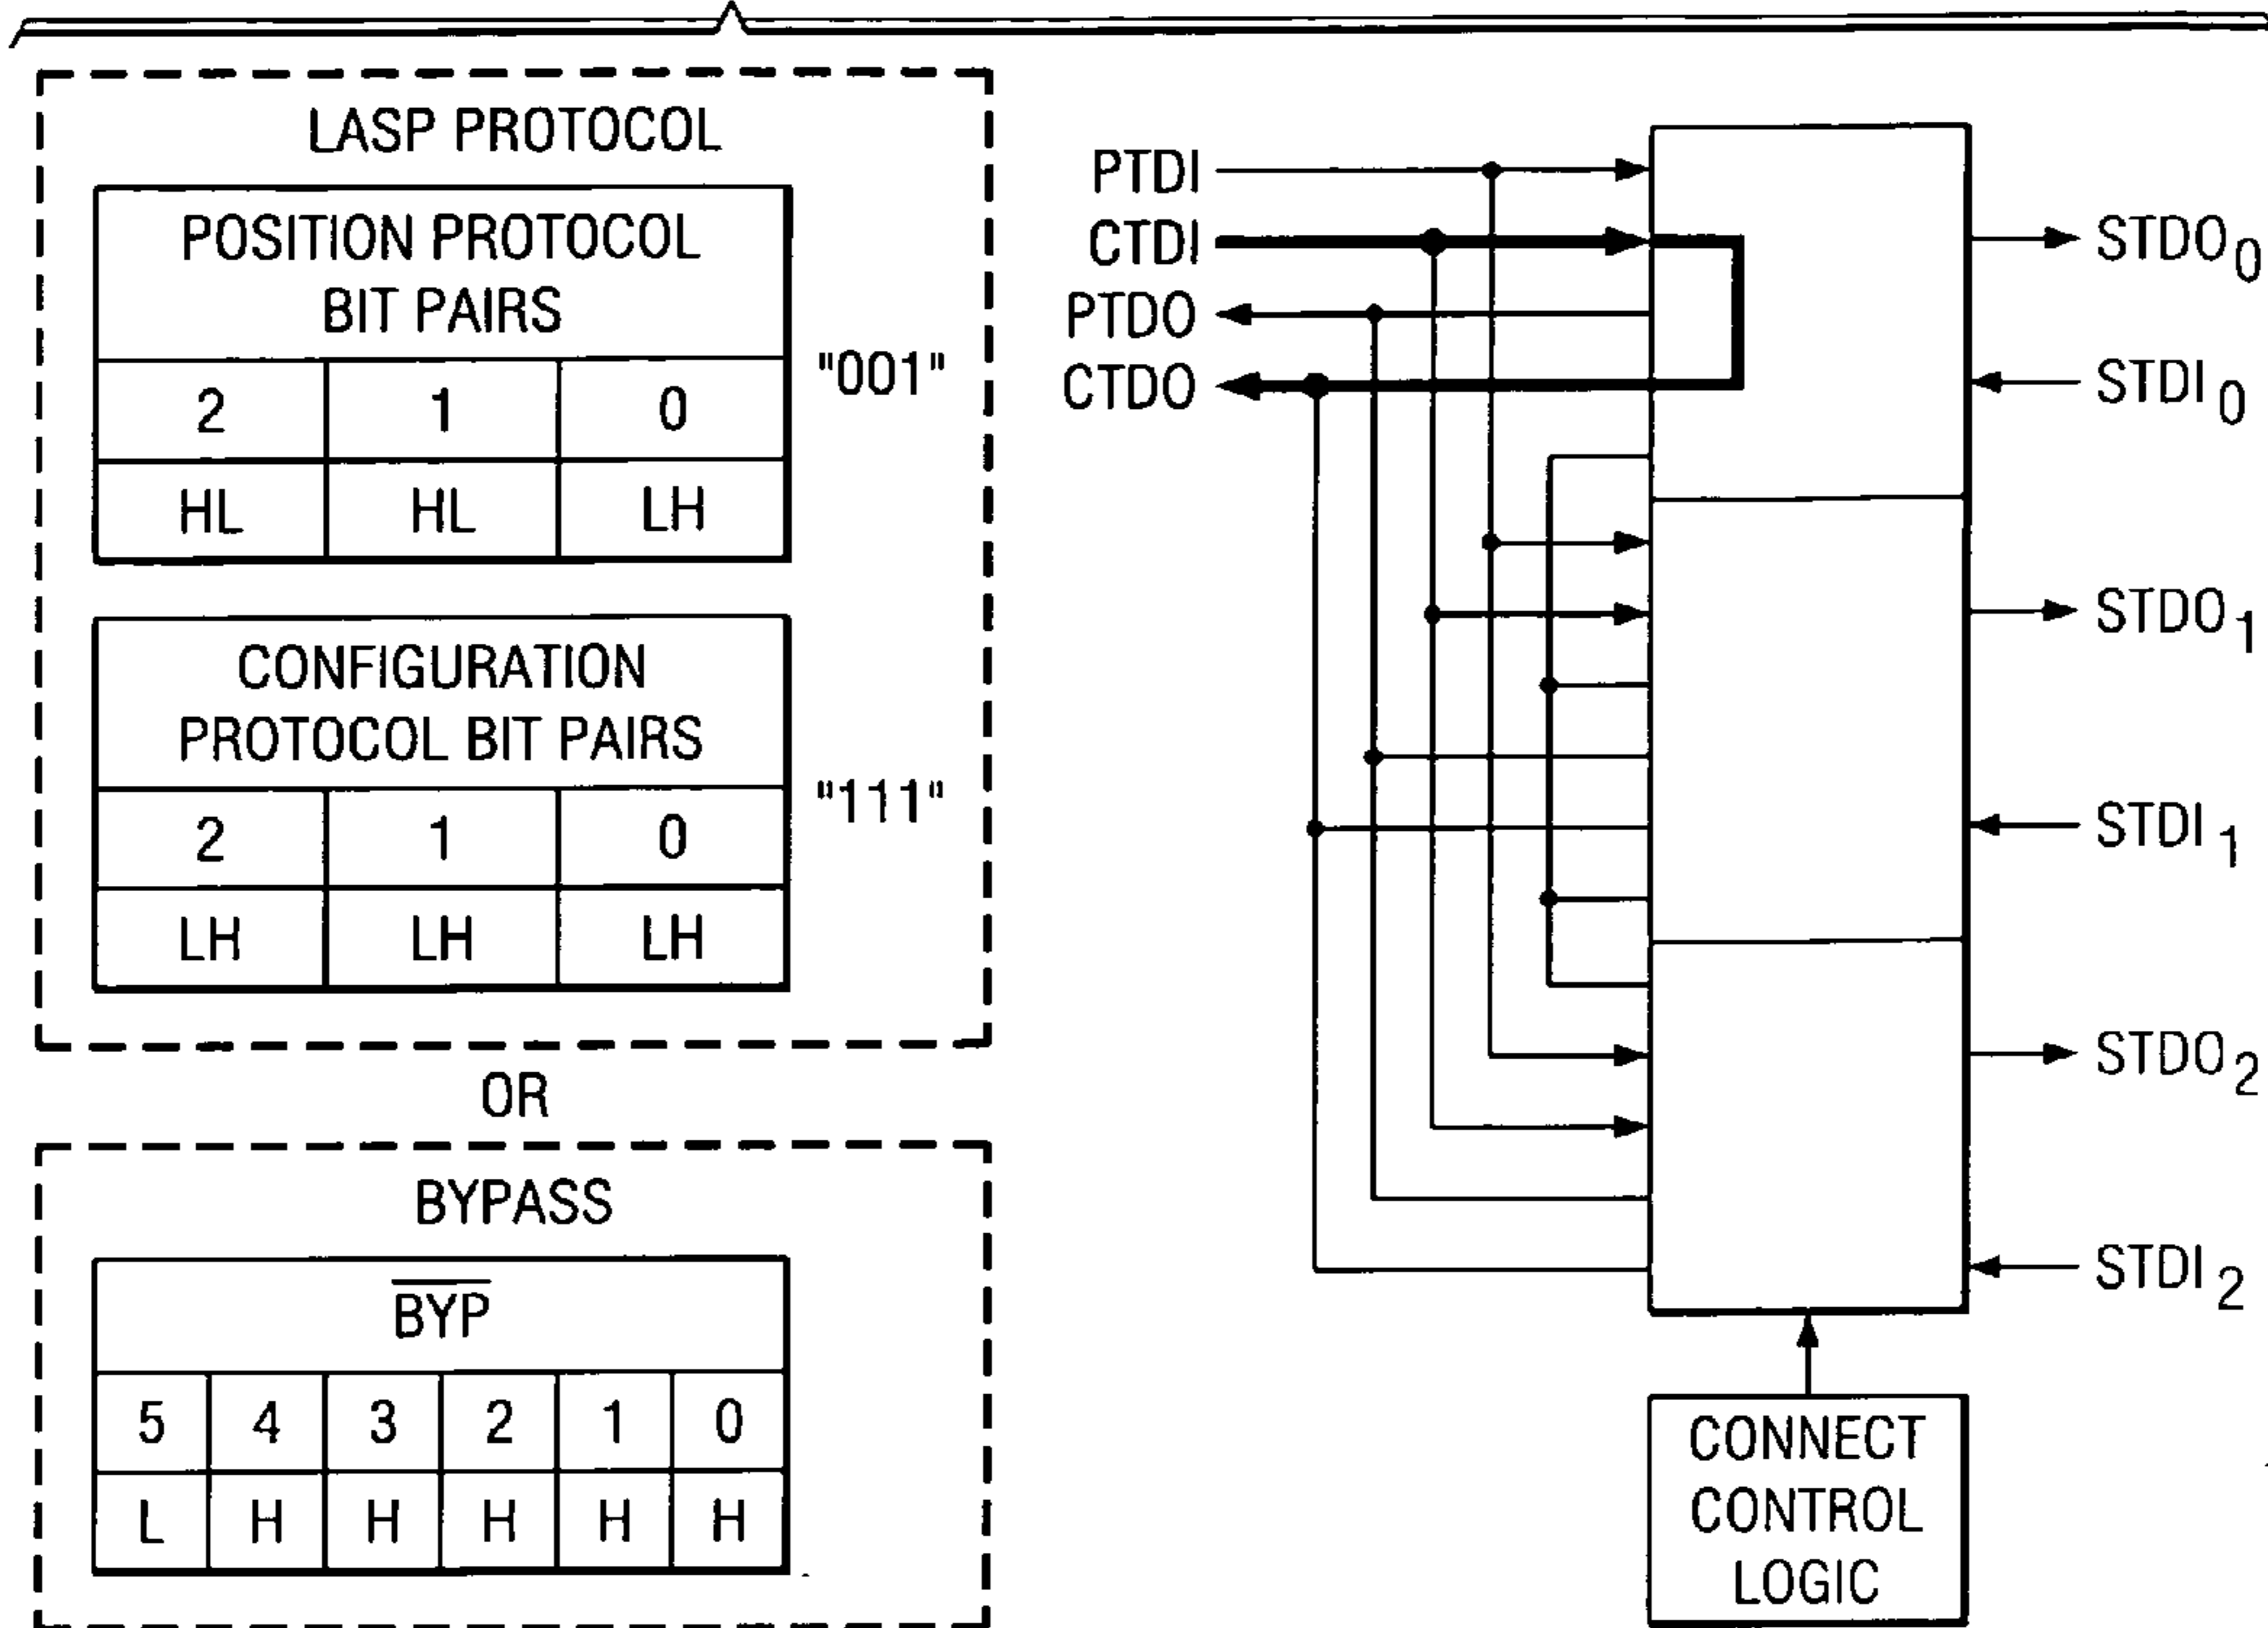 LASP PROTOCOL
POSITION PROTOCOL
BIT PAIRS
2 1 0
HL HL LH
"001"
CONFIGURATION
PROTOCOL BIT PAIRS
2 1 0
LH LH LH
"111"
OR
BYPASS
BYP
5 4 3 2 1 0
L H H H H H
PTDI
CTDI
PTDO
CTDO
STDO0
STDI0
STDO1
STDI1
STDO2
STDI2
CONNECT
CONTROL
LOGIC